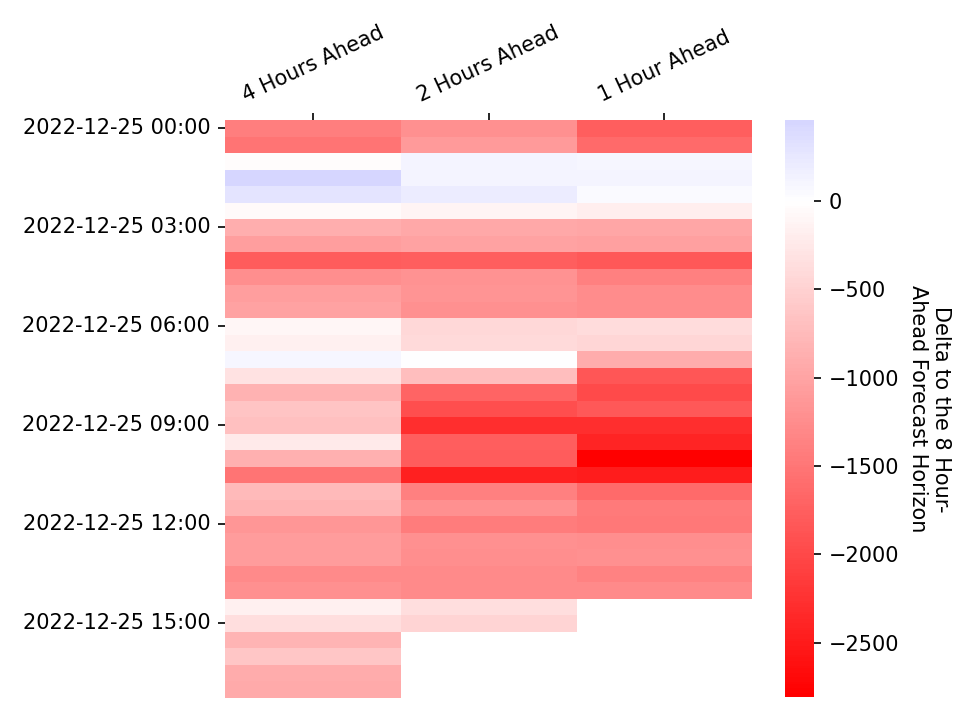 4 Hours Ahead
2 Hours Ahead
1 Hour Ahead
2022-12-25 00:00
2022-12-25 03:00
2022-12-25 06:00
2022-12-25 09:00
2022-12-25 12:00
2022-12-25 15:00
0
−500
−1000
−1500
−2000
−2500
Delta to the 8 Hour-
Ahead Forecast Horizon